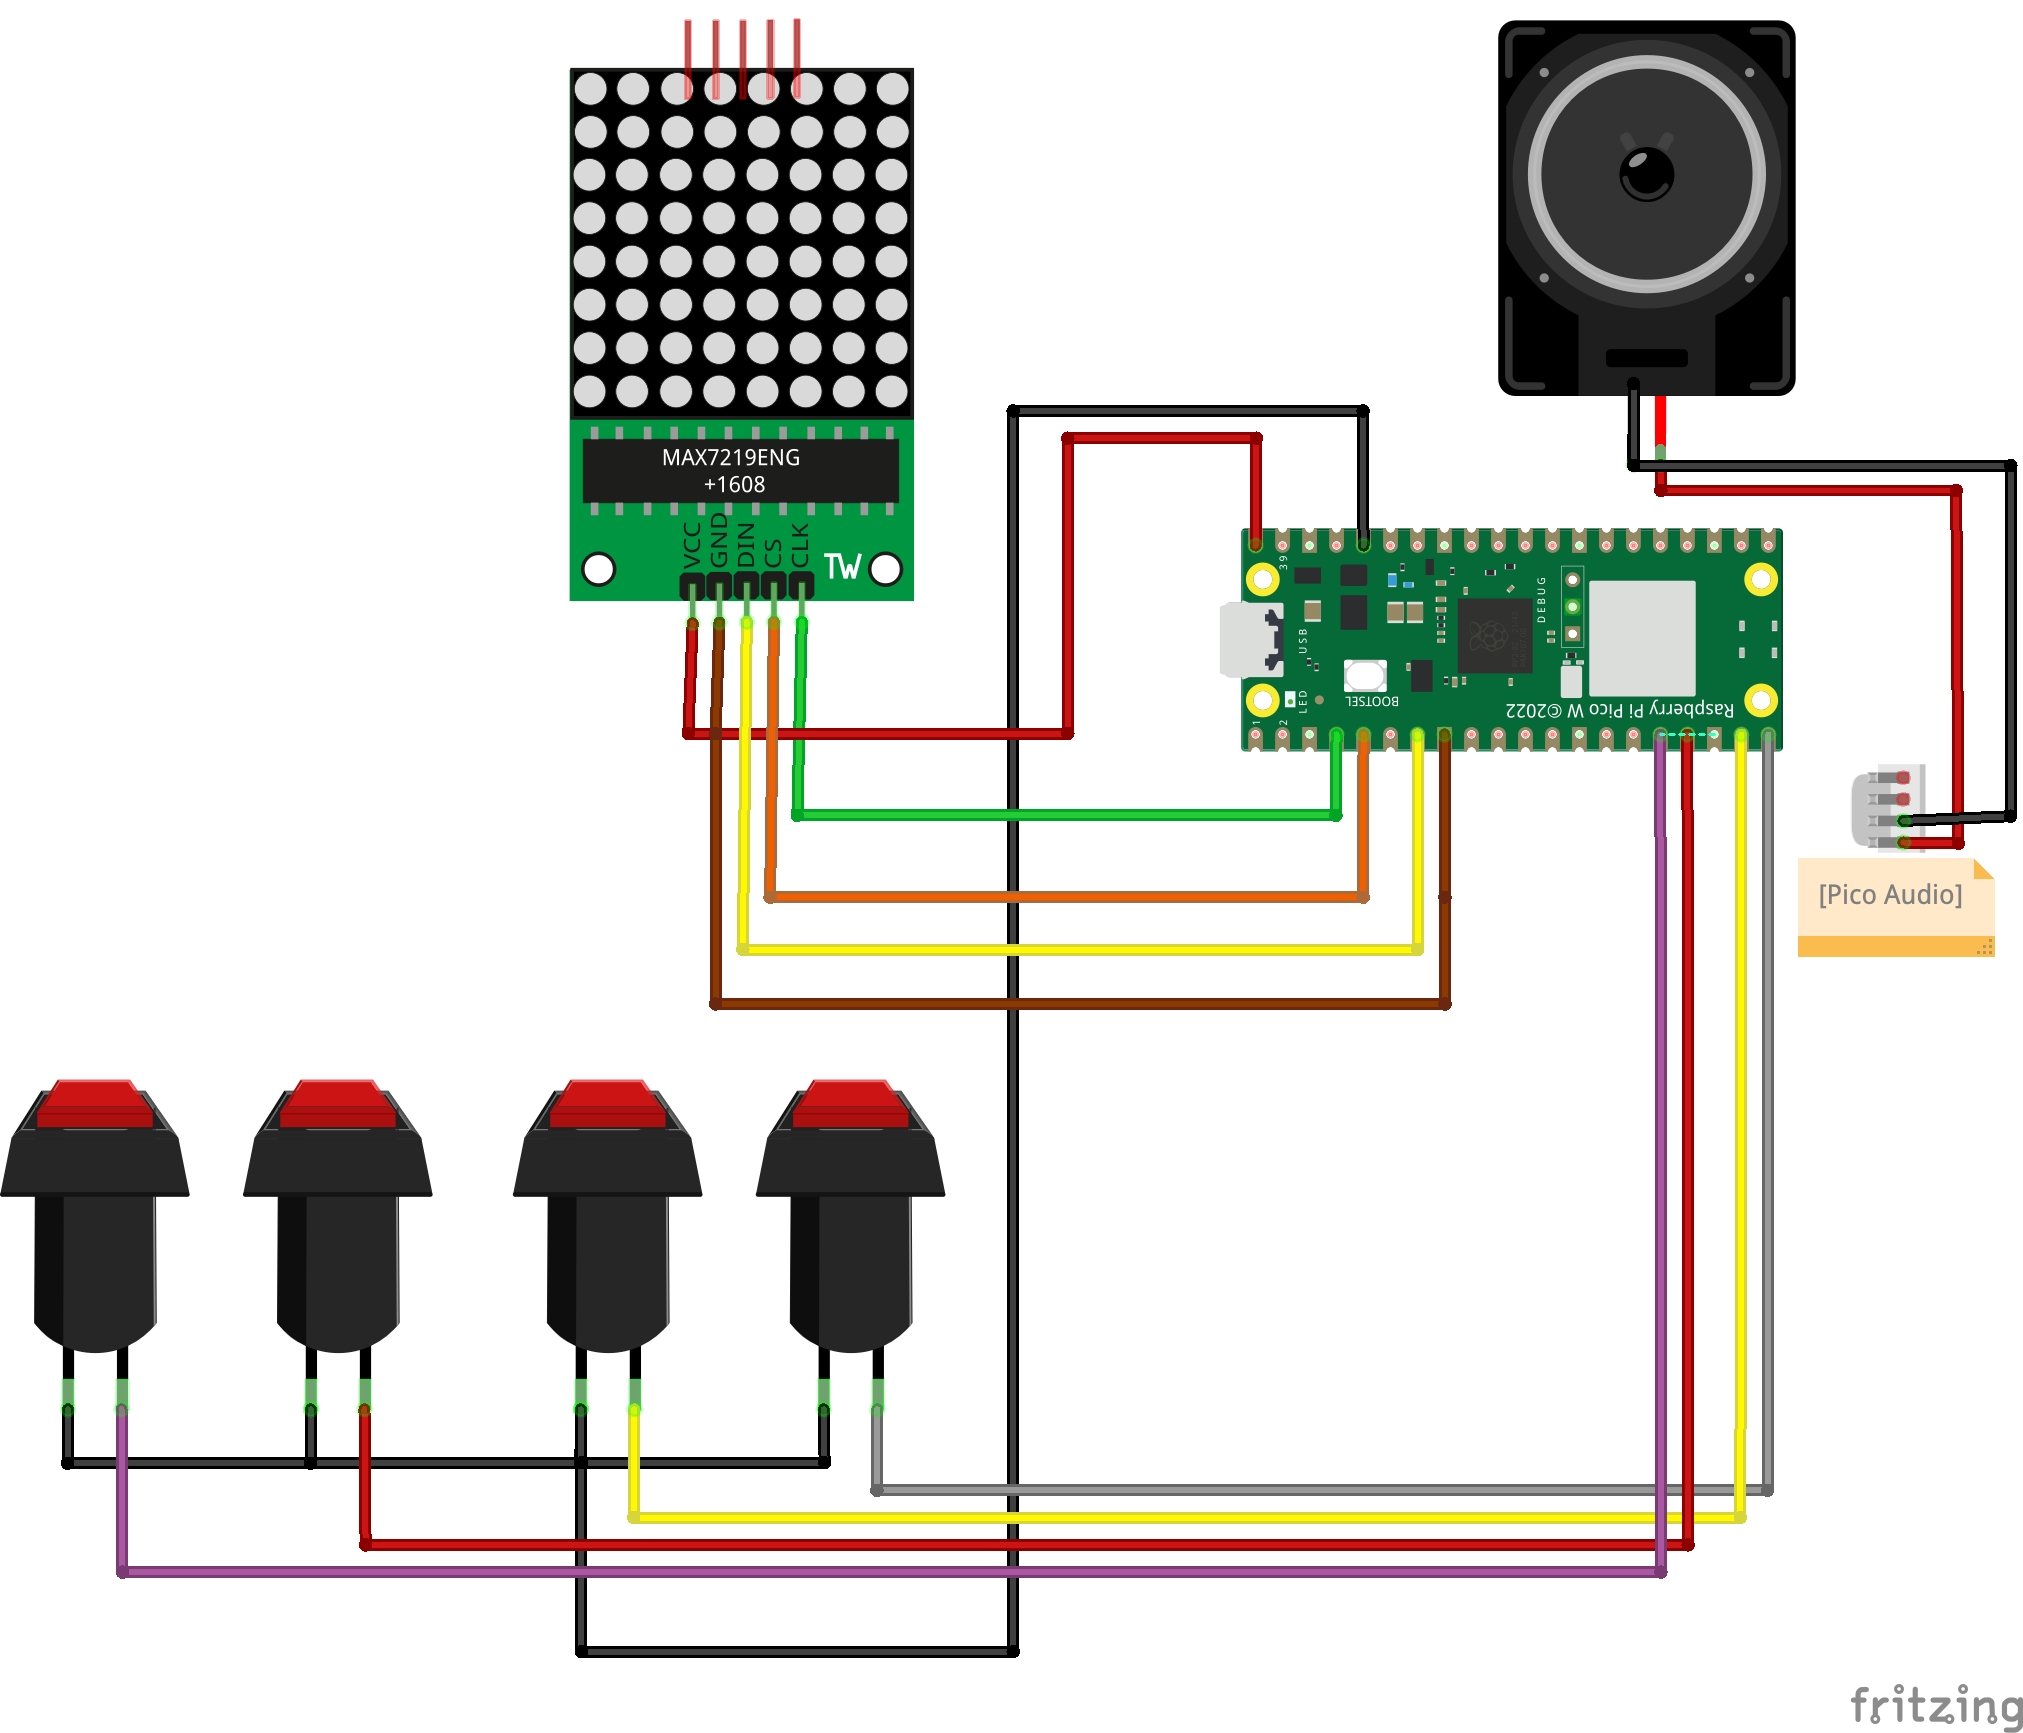 MAX7219ENG
+1608
VCC
GND
DIN
CS
CLK
TW
39
DEBUG
USB
BOOTSEL
LED
1
2
Raspberry Pi Pico W ©2022
[Pico Audio]
fritzing